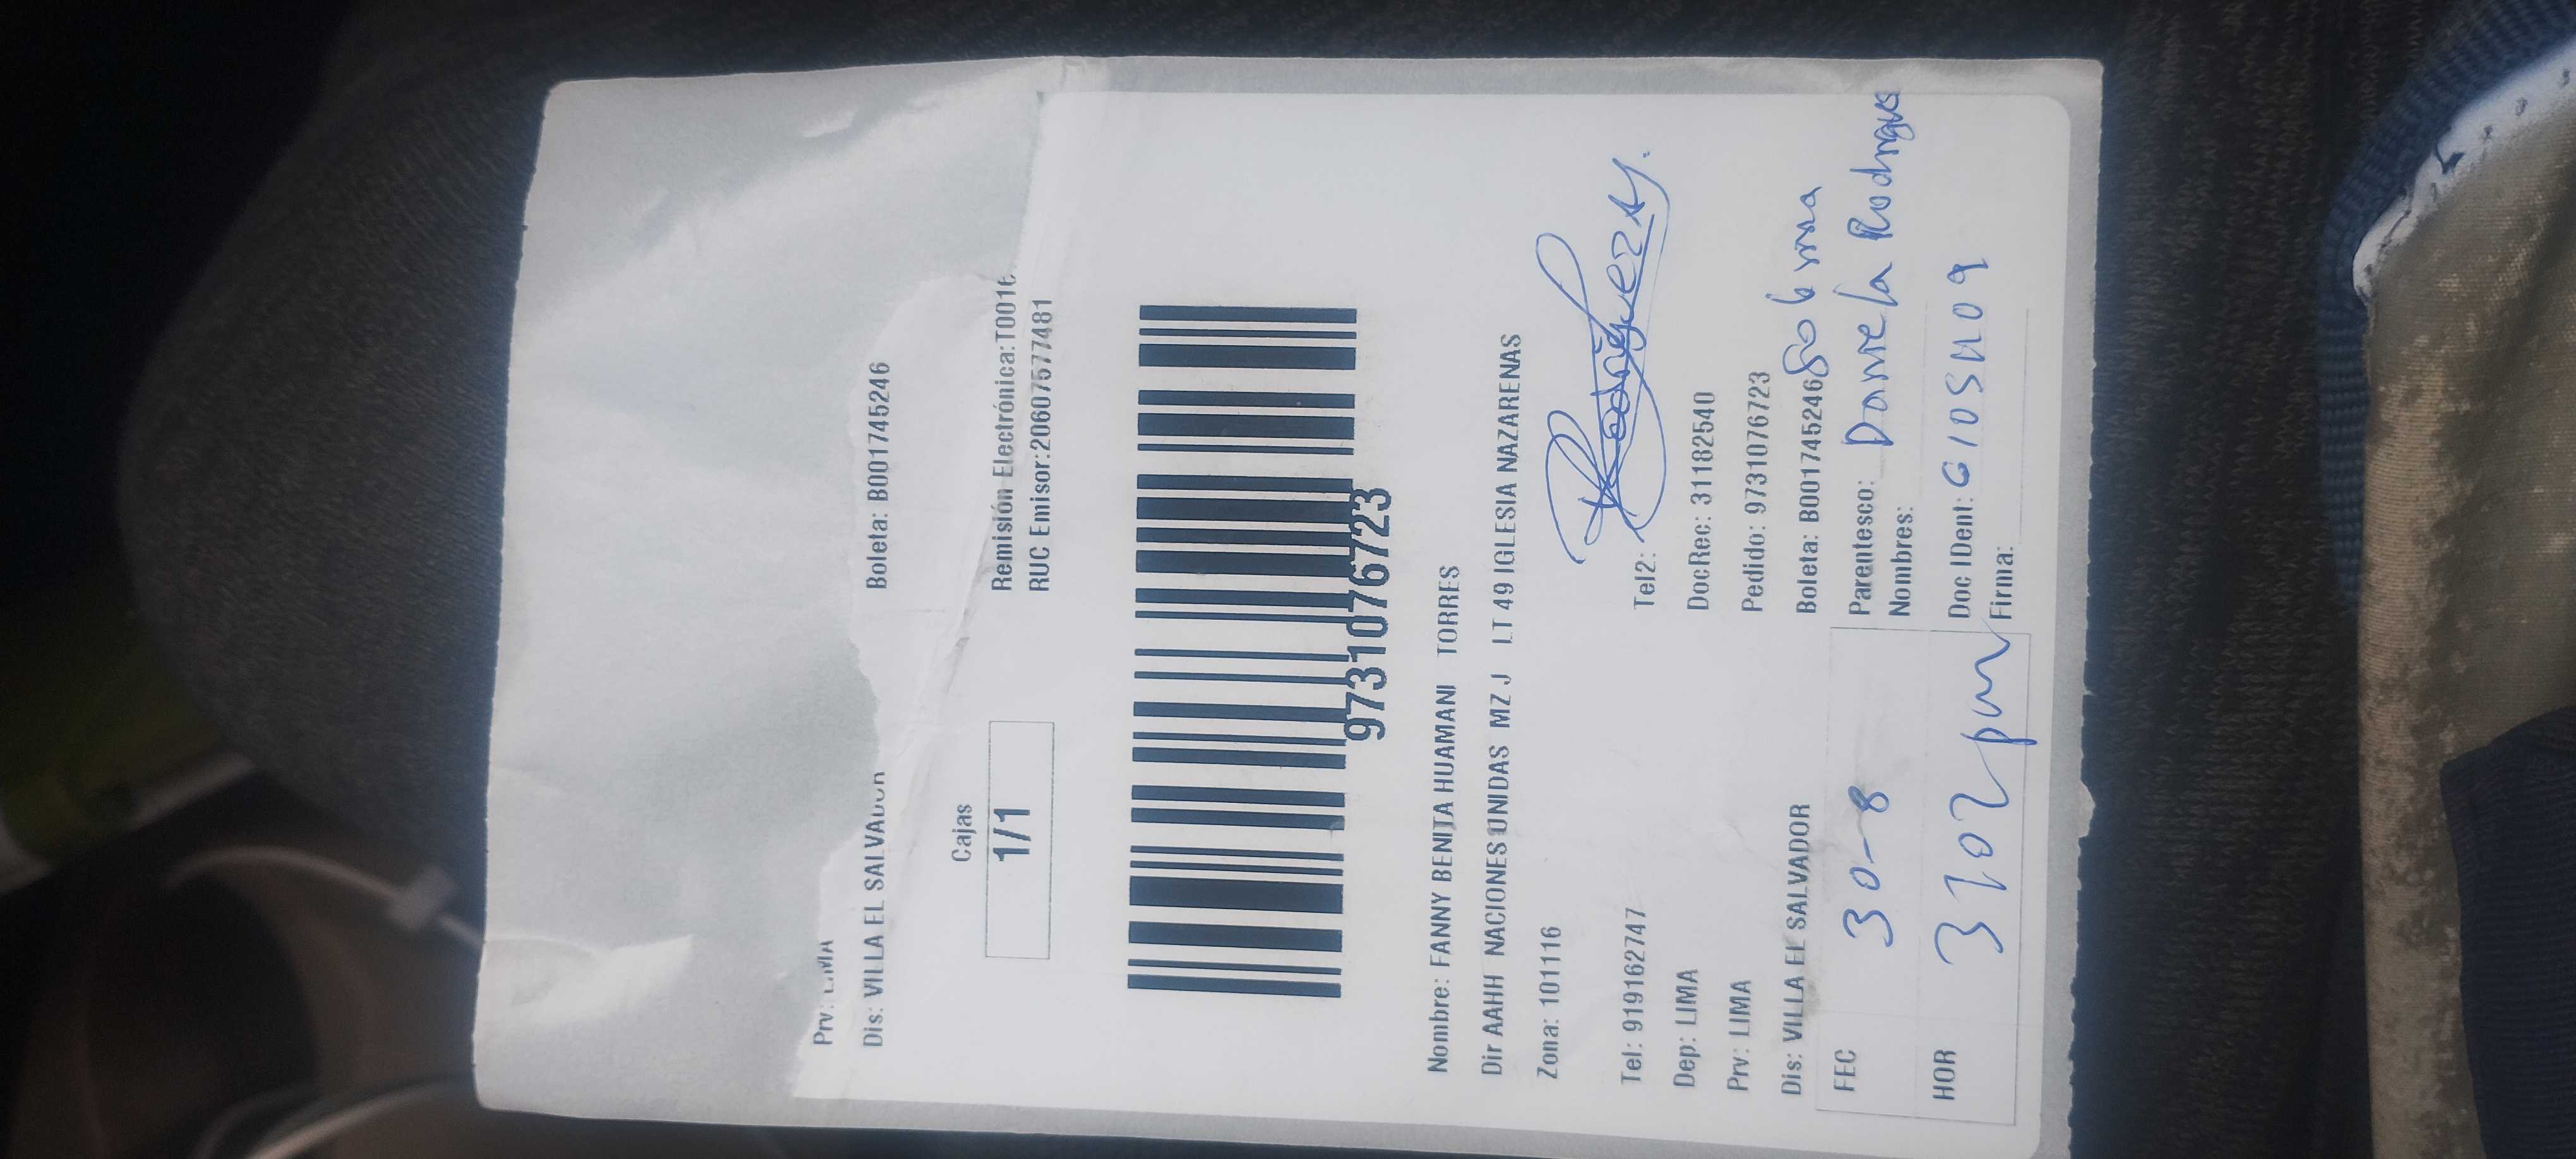 Prv: LIMA
Dis: VILLA EL SALVADOR Boleta: B001745246
Cajas
1/1
Remisión Electrónica:T0016
RUC Emisor:20607577481
9731076723
Nombre: FANNY BENITA HUAMANI TORRES
Dir AAHH NACIONES UNIDAS MZ J LT 49 IGLESIA NAZARENAS
Zona: 101116
Rodriguez
Tel: 919162747 Tel2:
Dep: LIMA DocRec: 31182540
Prv: LIMA Pedido: 9731076723
Dis: VILLA EL SALVADOR Boleta: B001745246
FEC 30-8 Parentesco: Daniela
Nombres:
HOR 3:02 pm Doc IDent:
Firma: